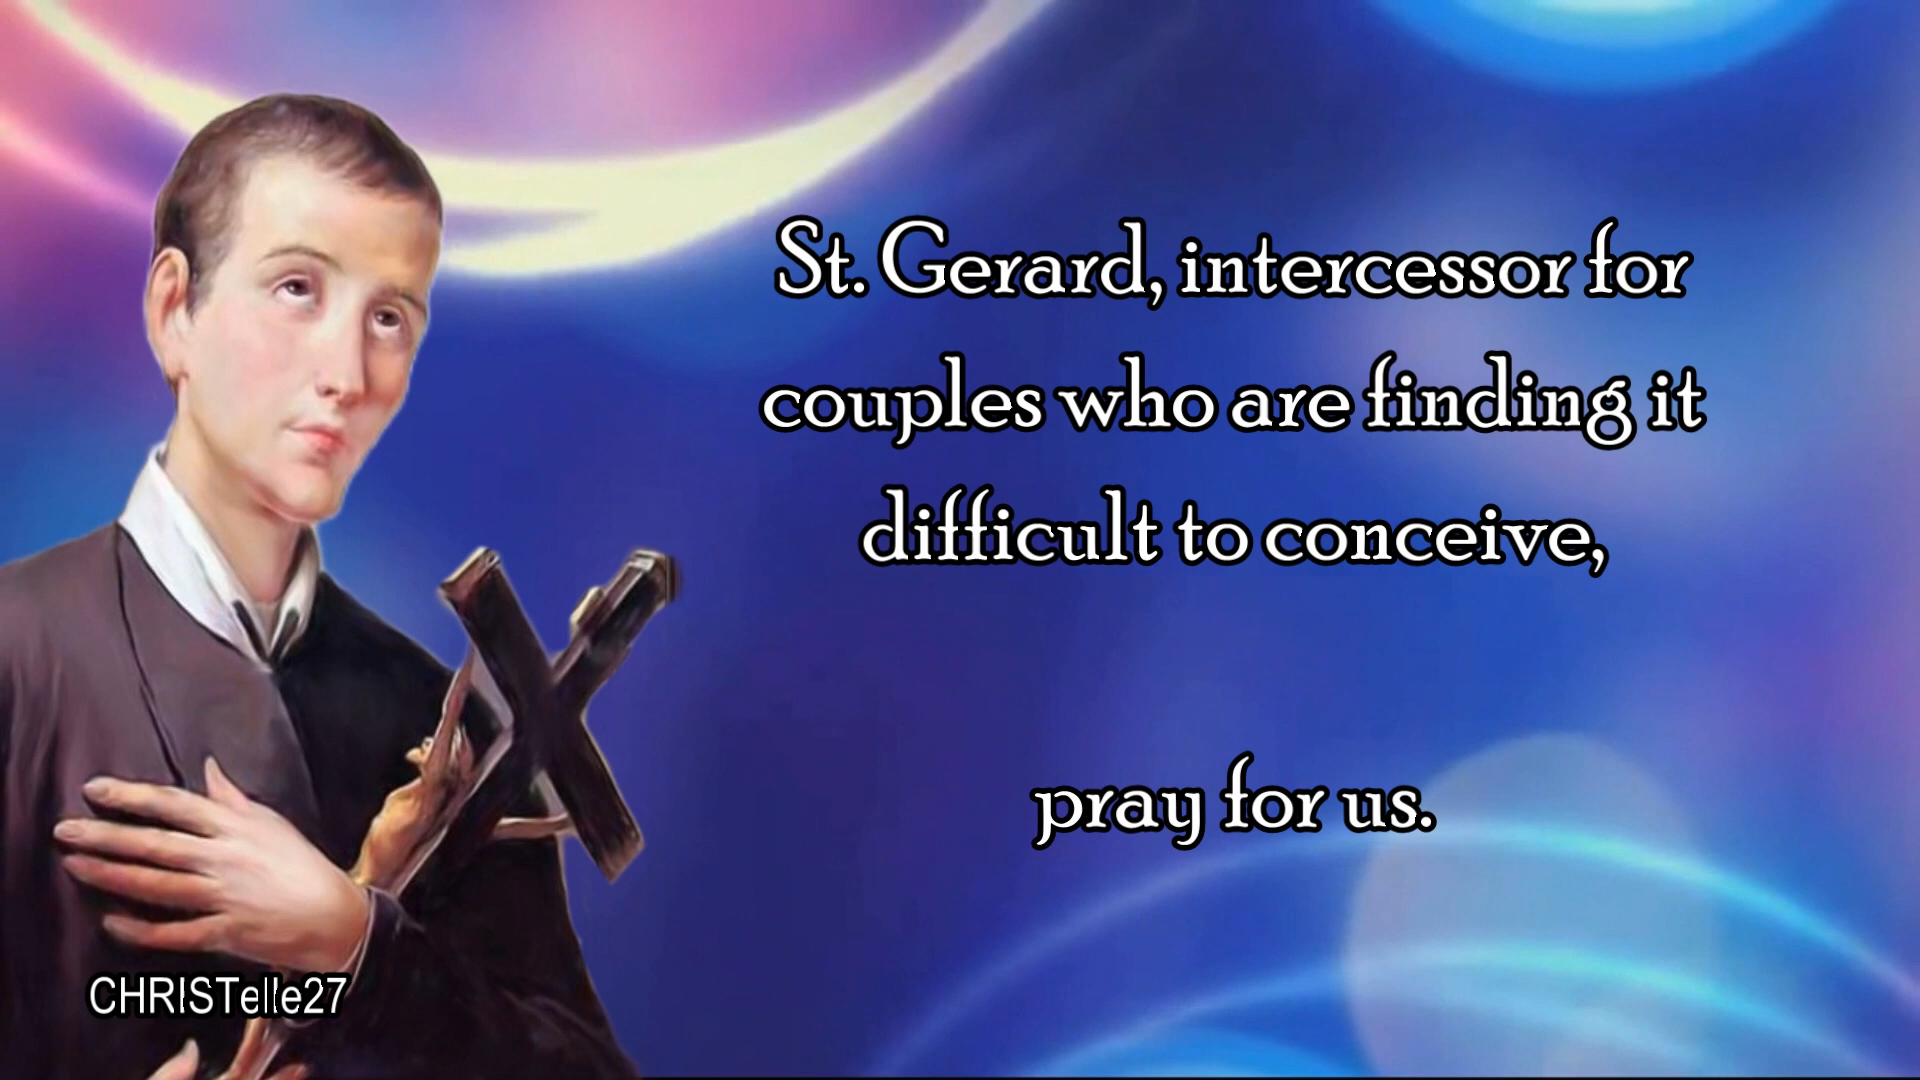 St. Gerard, intercessor for
couples who are finding it
difficult to conceive,
pray for us.
CHRISTelle27